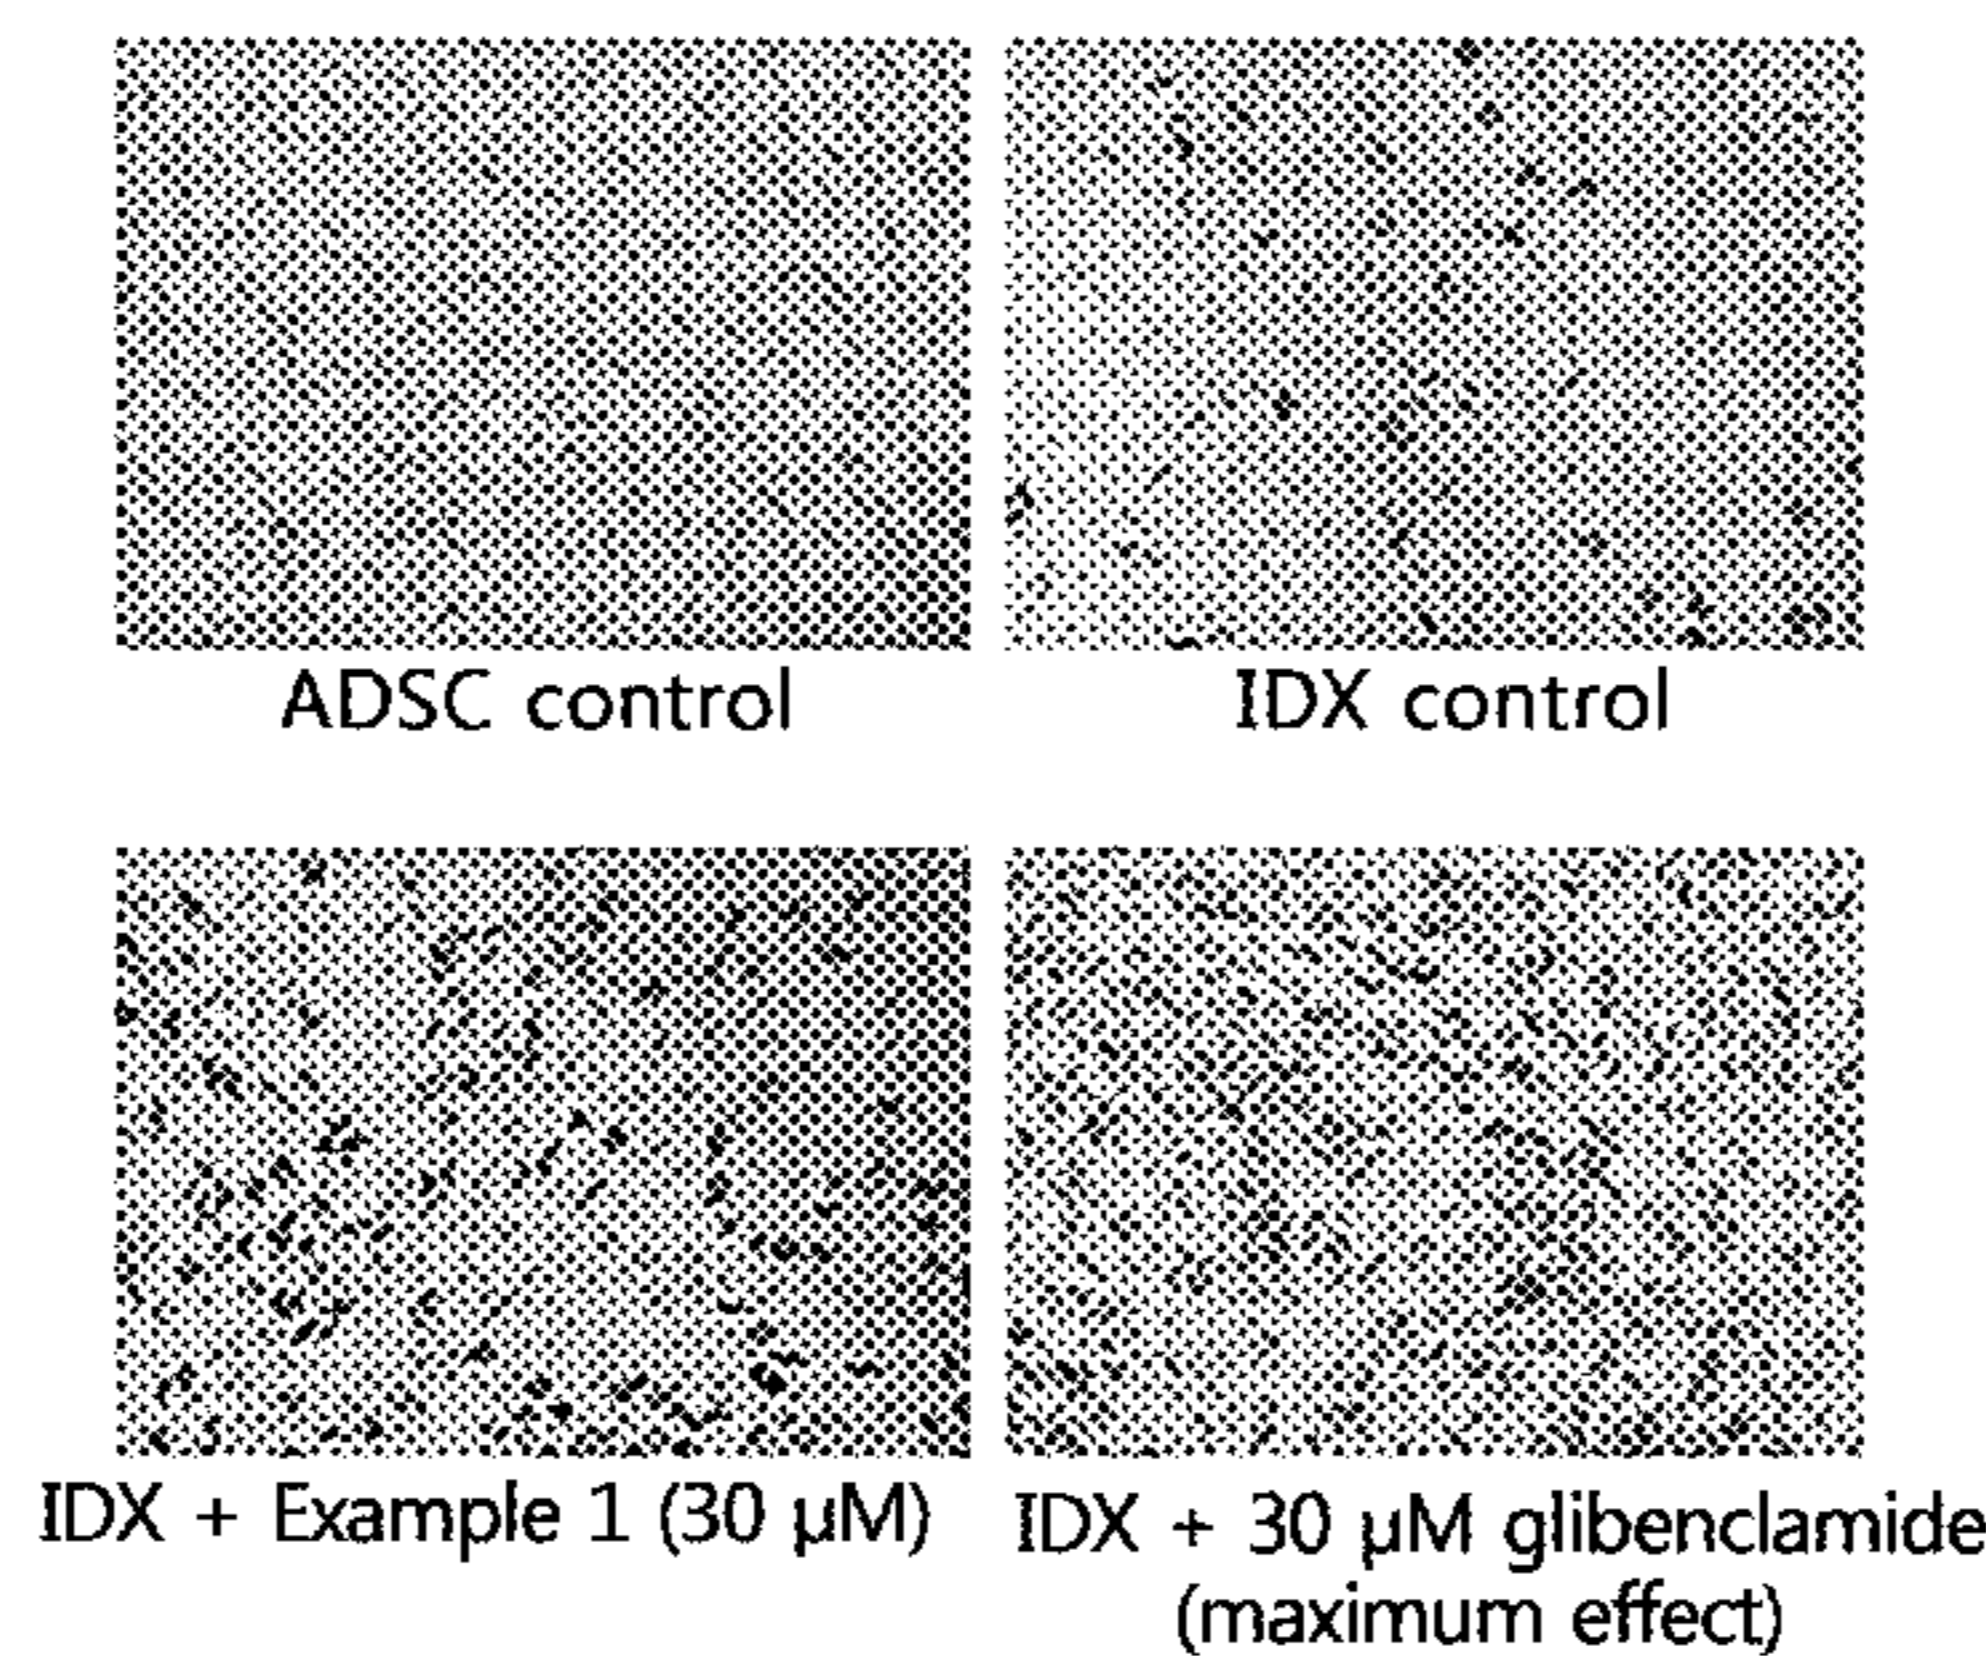 ADSC control
IDX control
IDX + Example 1 (30 μM)
IDX + 30 μM glibenclamide
(maximum effect)